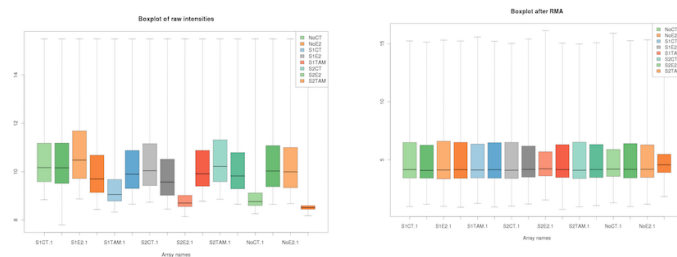 Boxplot of raw intensities
NoCT
NoE2
S1CT
S1E2
S1TAM
S2CT
S2E2
S2TAM
14
12
10
8
S1CT.1 S1E2.1 S1TAM.1 S2CT.1 S2E2.1 S2TAM.1 NoCT.1 NoE2.1
Array names
Boxplot after RMA
NoCT
NoE2
S1CT
S1E2
S1TAM
S2CT
S2E2
S2TAM
15
10
5
S1CT.1 S1E2.1 S1TAM.1 S2CT.1 S2E2.1 S2TAM.1 NoCT.1 NoE2.1
Array names